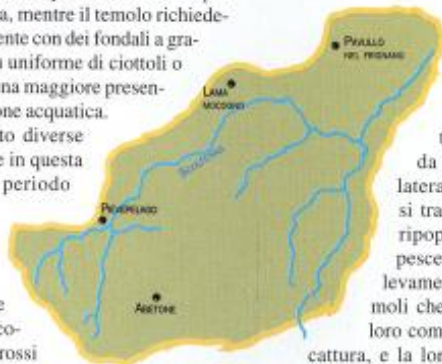 a, mentre il temolo richiede-
ente con dei fondali a gra-
a uniforme di ciottoli o
una maggiore presen-
one acquatica.
to diverse
e in questa
periodo
e
co-
rossi
PAVULLO
NEL FRIGNANO
LAMA
MOCOGNO
PIEVEPELAGO
ABETONE
da
latera
si tra
ripop
pesce
levame
moli che
loro com
cattura, e la lor